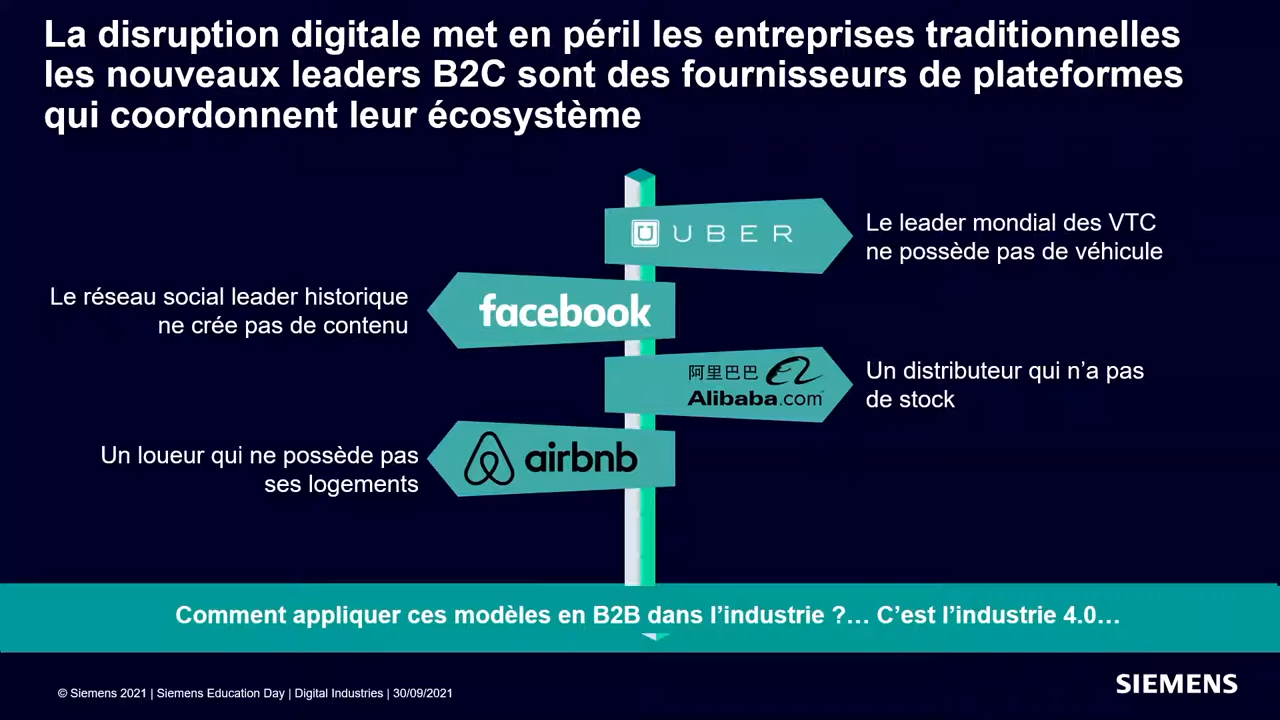 La disruption digitale met en péril les entreprises traditionnelles
les nouveaux leaders B2C sont des fournisseurs de plateformes
qui coordonnent leur écosystème
UBER
Le leader mondial des VTC
ne possède pas de véhicule
Le réseau social leader historique
ne crée pas de contenu
facebook
阿里巴巴
Alibaba.com
Un distributeur qui n’a pas
de stock
Un loueur qui ne possède pas
ses logements
airbnb
Comment appliquer ces modèles en B2B dans l’industrie ?… C’est l’industrie 4.0…
© Siemens 2021 | Siemens Education Day | Digital Industries | 30/09/2021
SIEMENS